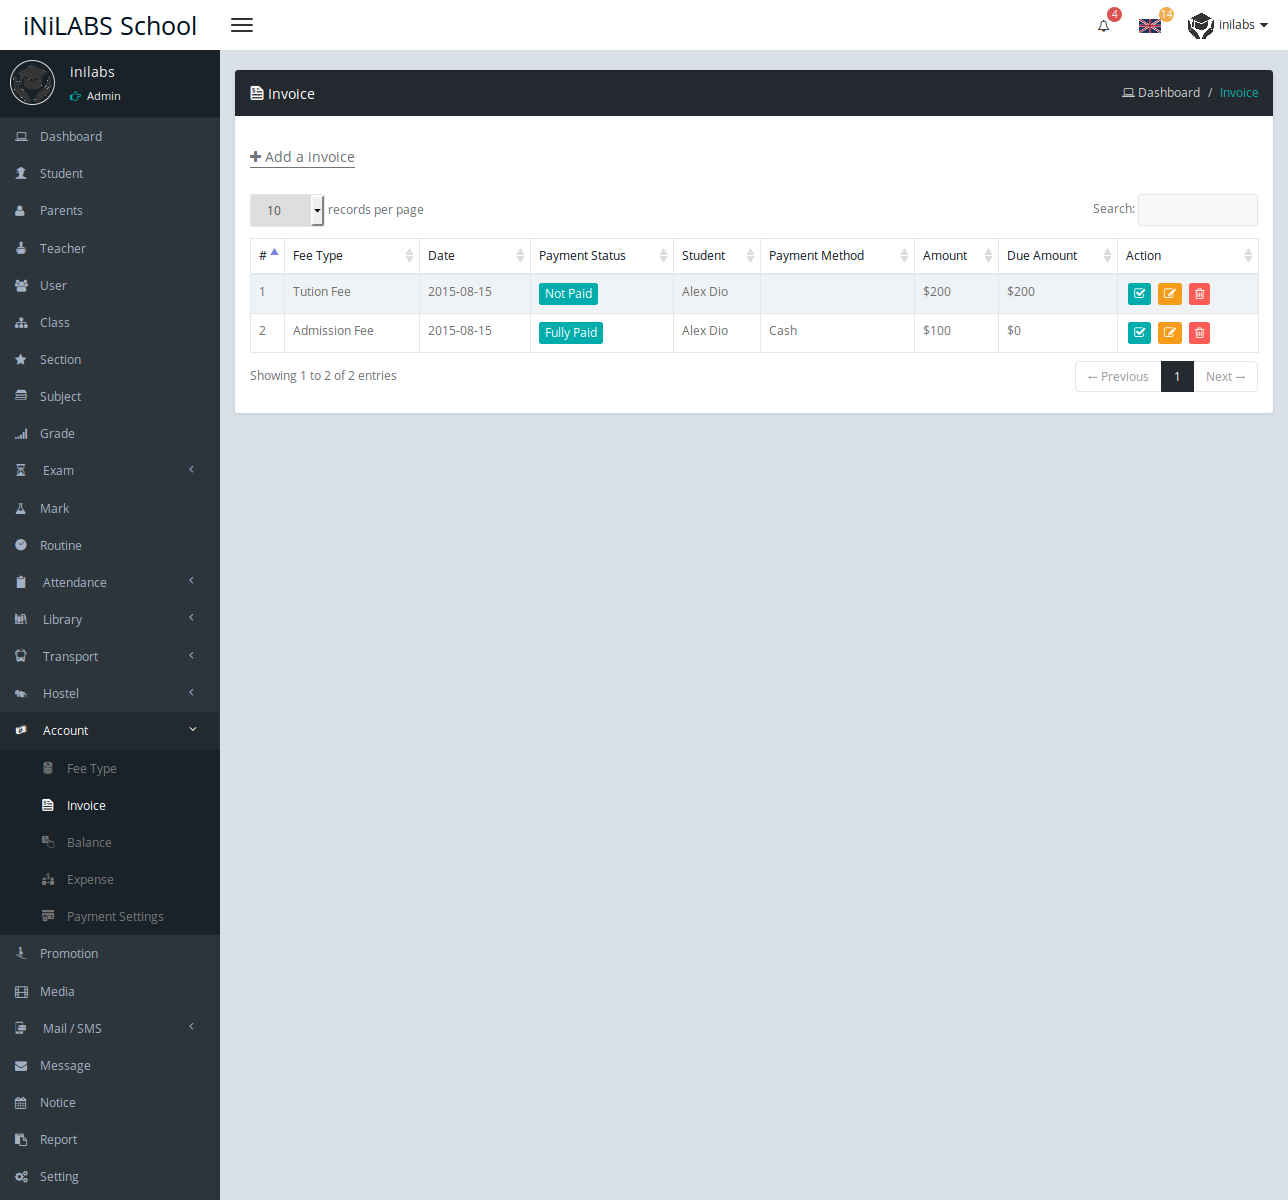 iNiLABS School
4
14
inilabs
inilabs
Admin
Dashboard
Student
Parents
Teacher
User
Class
Section
Subject
Grade
Exam
Mark
Routine
Attendance
Library
Transport
Hostel
Account
Fee Type
Invoice
Balance
Expense
Payment Settings
Promotion
Media
Mail / SMS
Message
Notice
Report
Setting
Invoice
Dashboard / Invoice
Add a invoice
10 records per page
Search:
# Fee Type Date Payment Status Student Payment Method Amount Due Amount Action
1 Tution Fee 2015-08-15 Not Paid Alex Dio $200 $200
2 Admission Fee 2015-08-15 Fully Paid Alex Dio Cash $100 $0
Showing 1 to 2 of 2 entries
← Previous 1 Next →